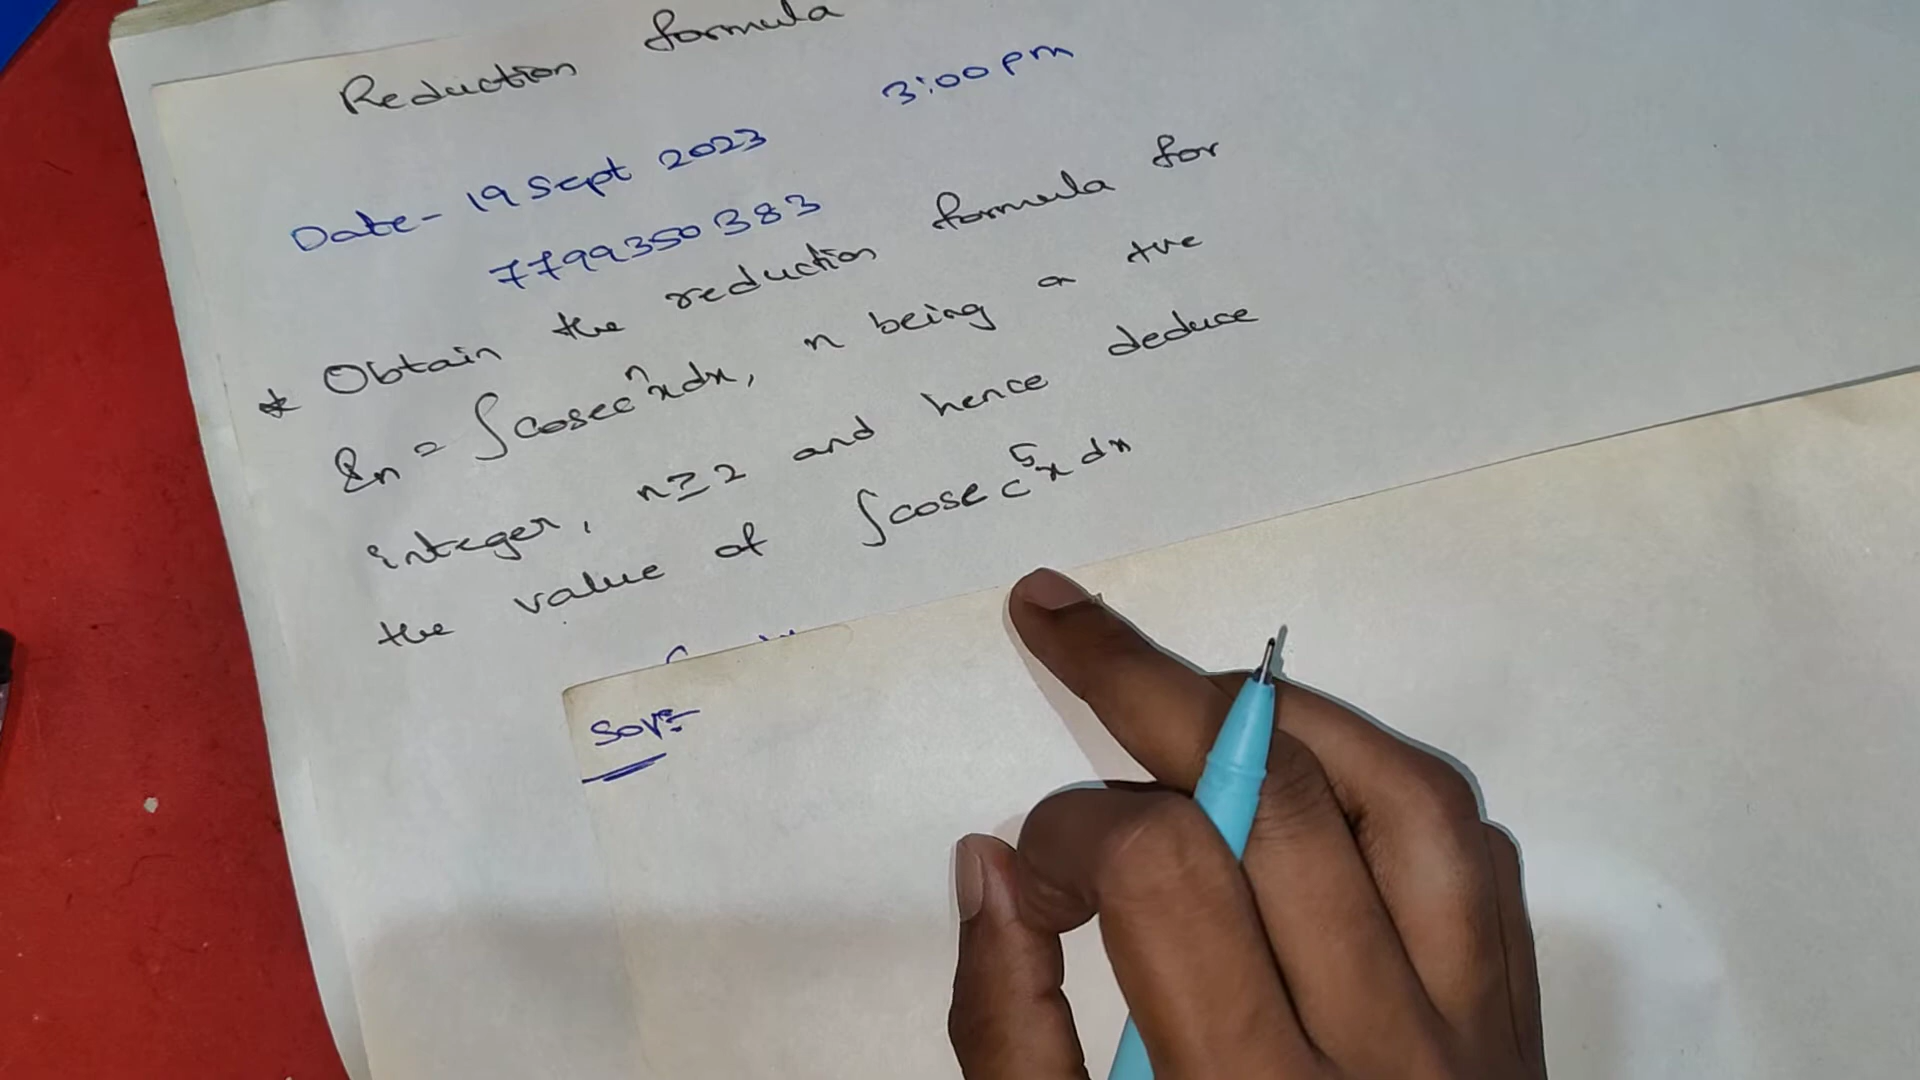 Reduction formula
Date - 19 Sept 2023 3:00 pm
7799350383
* Obtain the reduction formula for
In = ∫cosecⁿx dx, n being a +ve
integer, n ≥ 2 and hence deduce
the value of ∫cosec⁵x dx
Sol:-